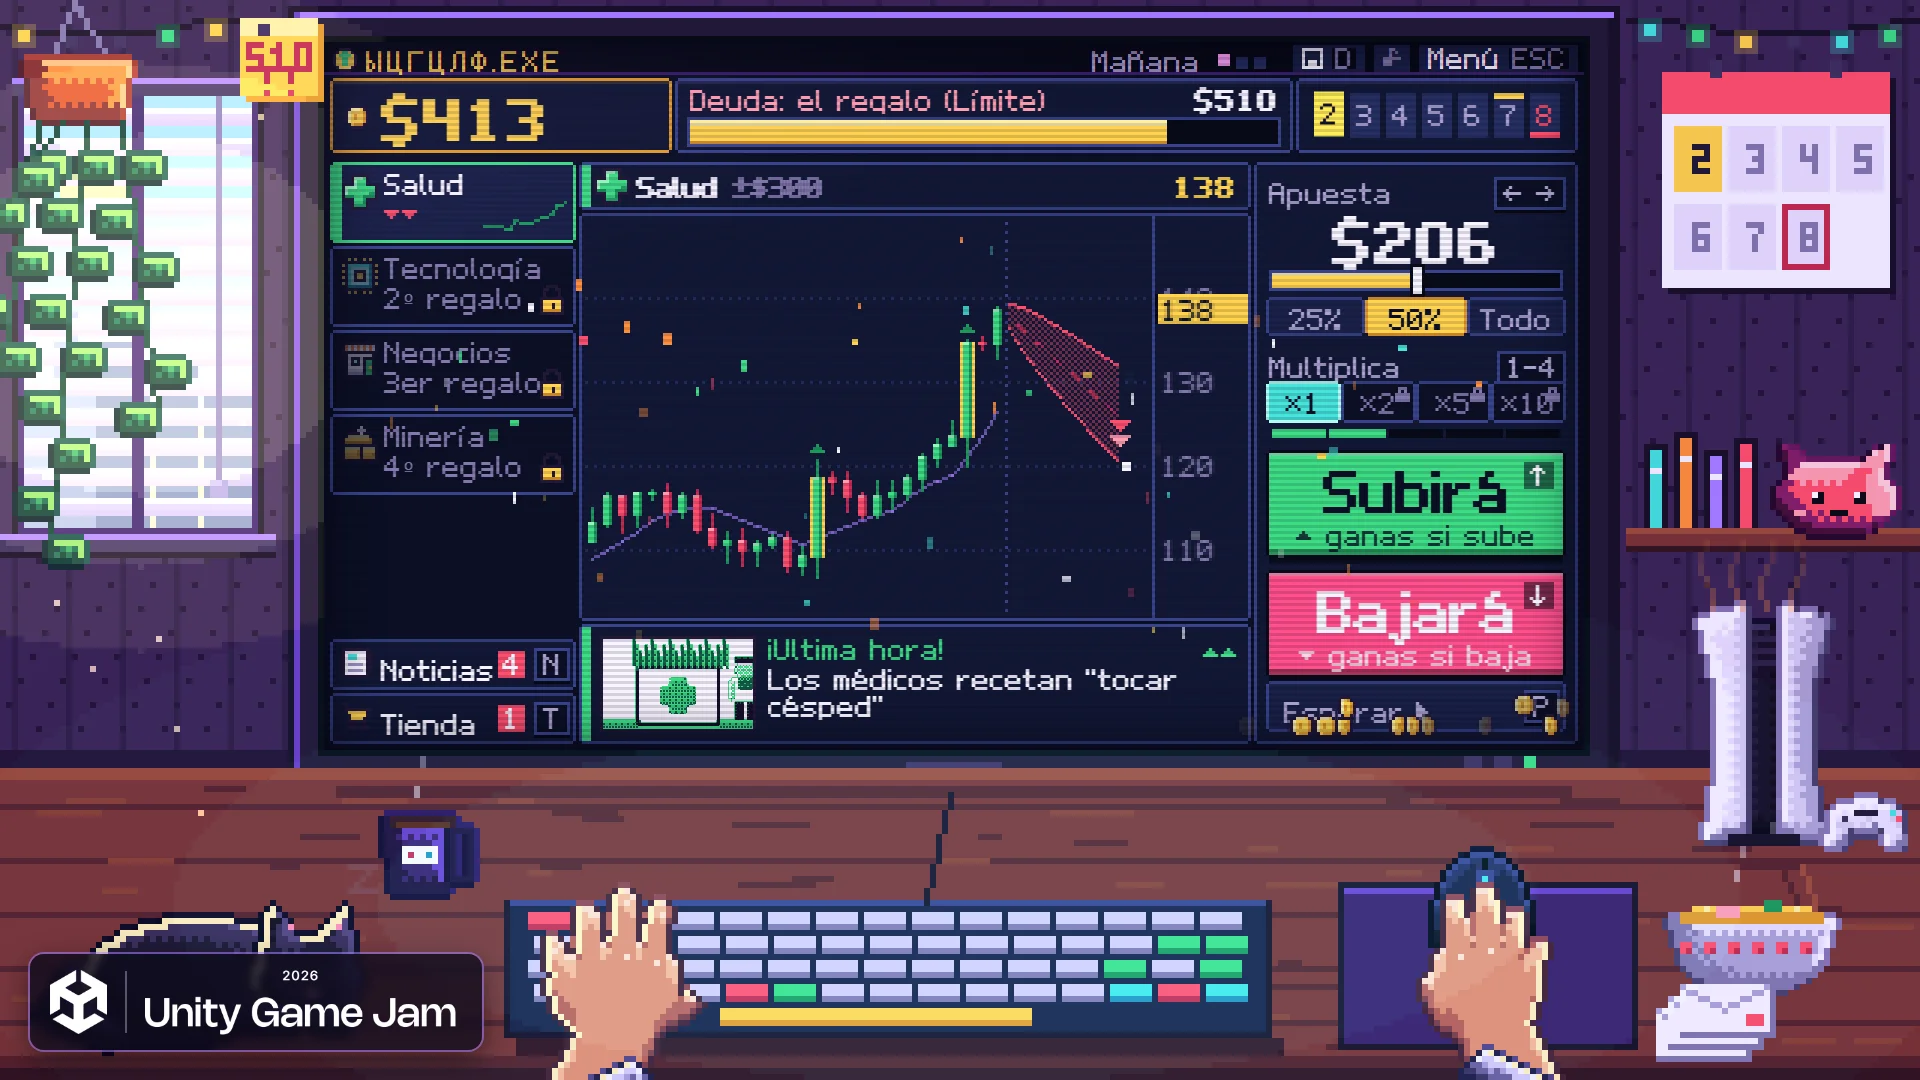 510
ЫЦГЦЛФ.EXE
Mañana
D
Menú ESC
$413
Deuda: el regalo (Límite)
$510
2 3 4 5 6 7 8
2 3 4 5
6 7 8
Salud
Salud ±$300
138
Apuesta
← →
$206
25% 50% Todo
Tecnología
2º regalo
Negocios
3er regalo
Minería
4º regalo
138
130
120
110
Multiplica
1-4
×1 ×2 ×5 ×10
Subirá ↑
ganas si sube
Bajará ↓
ganas si baja
Esperar P
Noticias 4 N
Tienda 1 T
¡Ultima hora!
Los médicos recetan "tocar
césped"
2026
Unity Game Jam